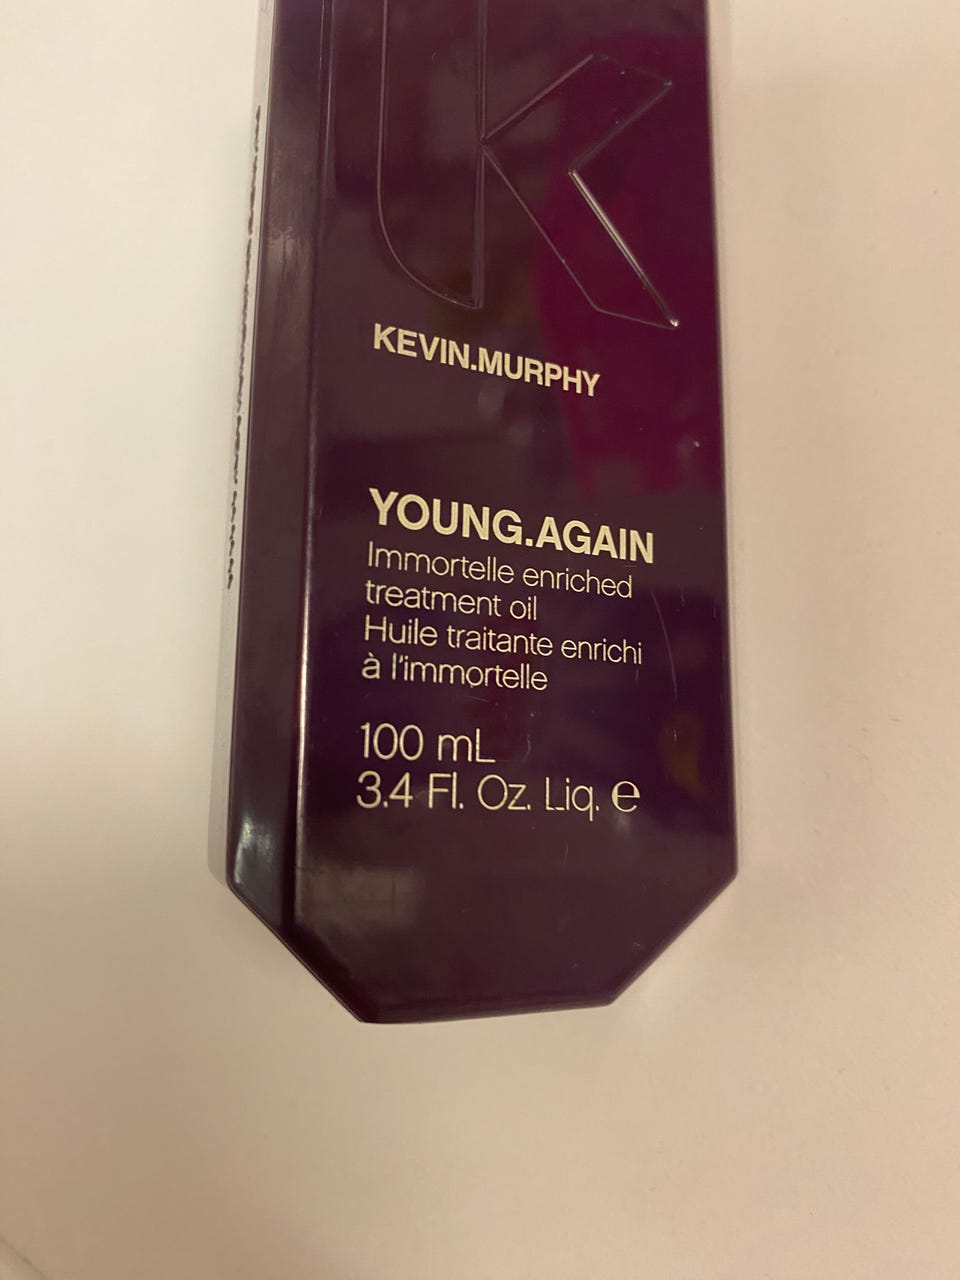 KEVIN.MURPHY
YOUNG.AGAIN
Immortelle enriched
treatment oil
Huile traitante enrichi
à l'immortelle
100 mL
3.4 Fl. Oz. Liq. ℮